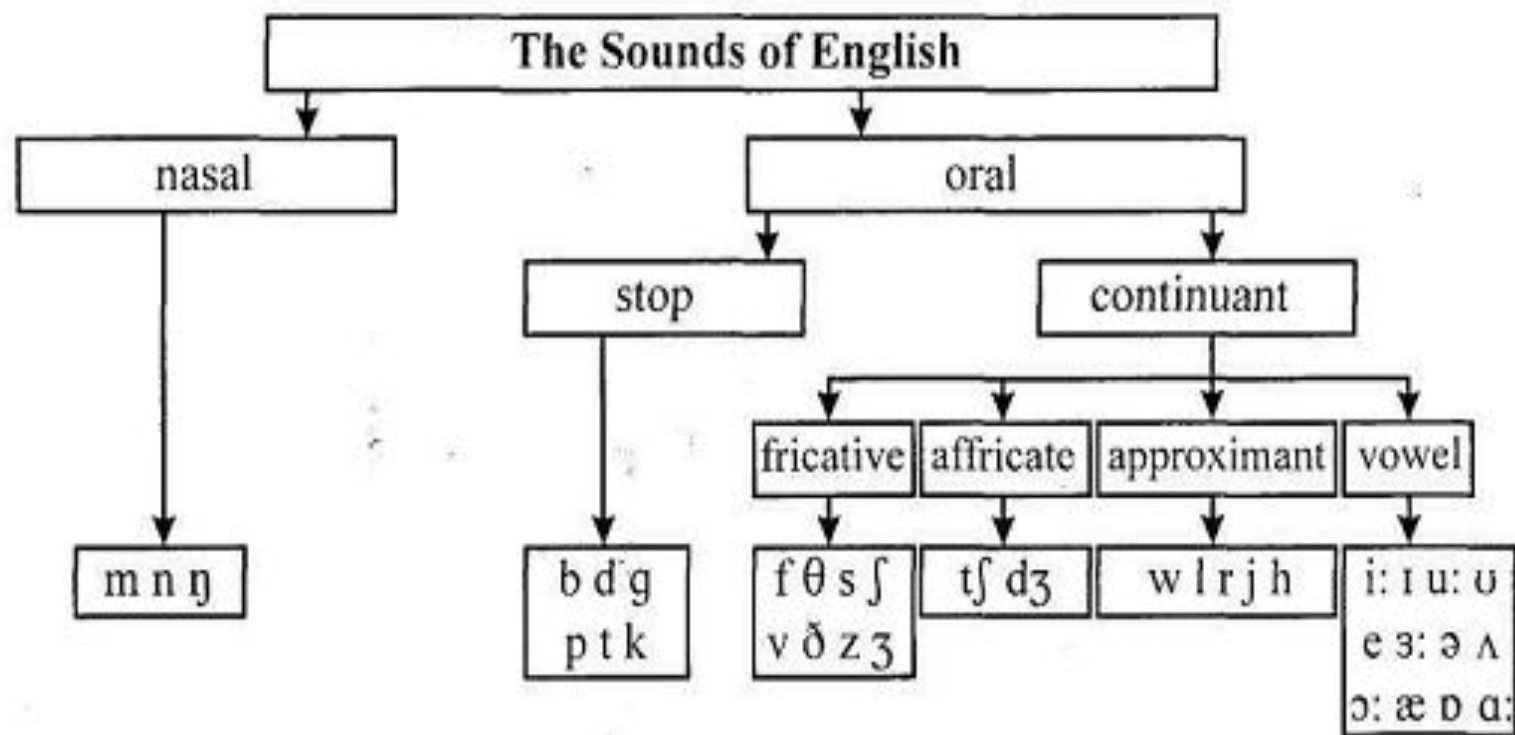 The Sounds of English
nasal
oral
stop
continuant
fricative
affricate
approximant
vowel
m n ŋ
b d g
p t k
f θ s ʃ
v ð z ʒ
tʃ dʒ
w l r j h
i: ɪ u: ʊ
e ɜ: ə ʌ
ɔ: æ ɒ ɑ: